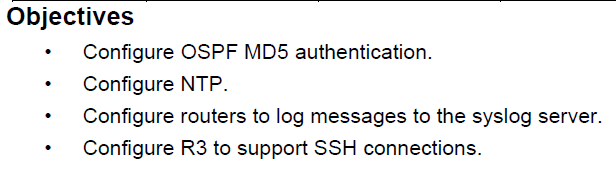 Objectives
• Configure OSPF MD5 authentication.
• Configure NTP.
• Configure routers to log messages to the syslog server.
• Configure R3 to support SSH connections.